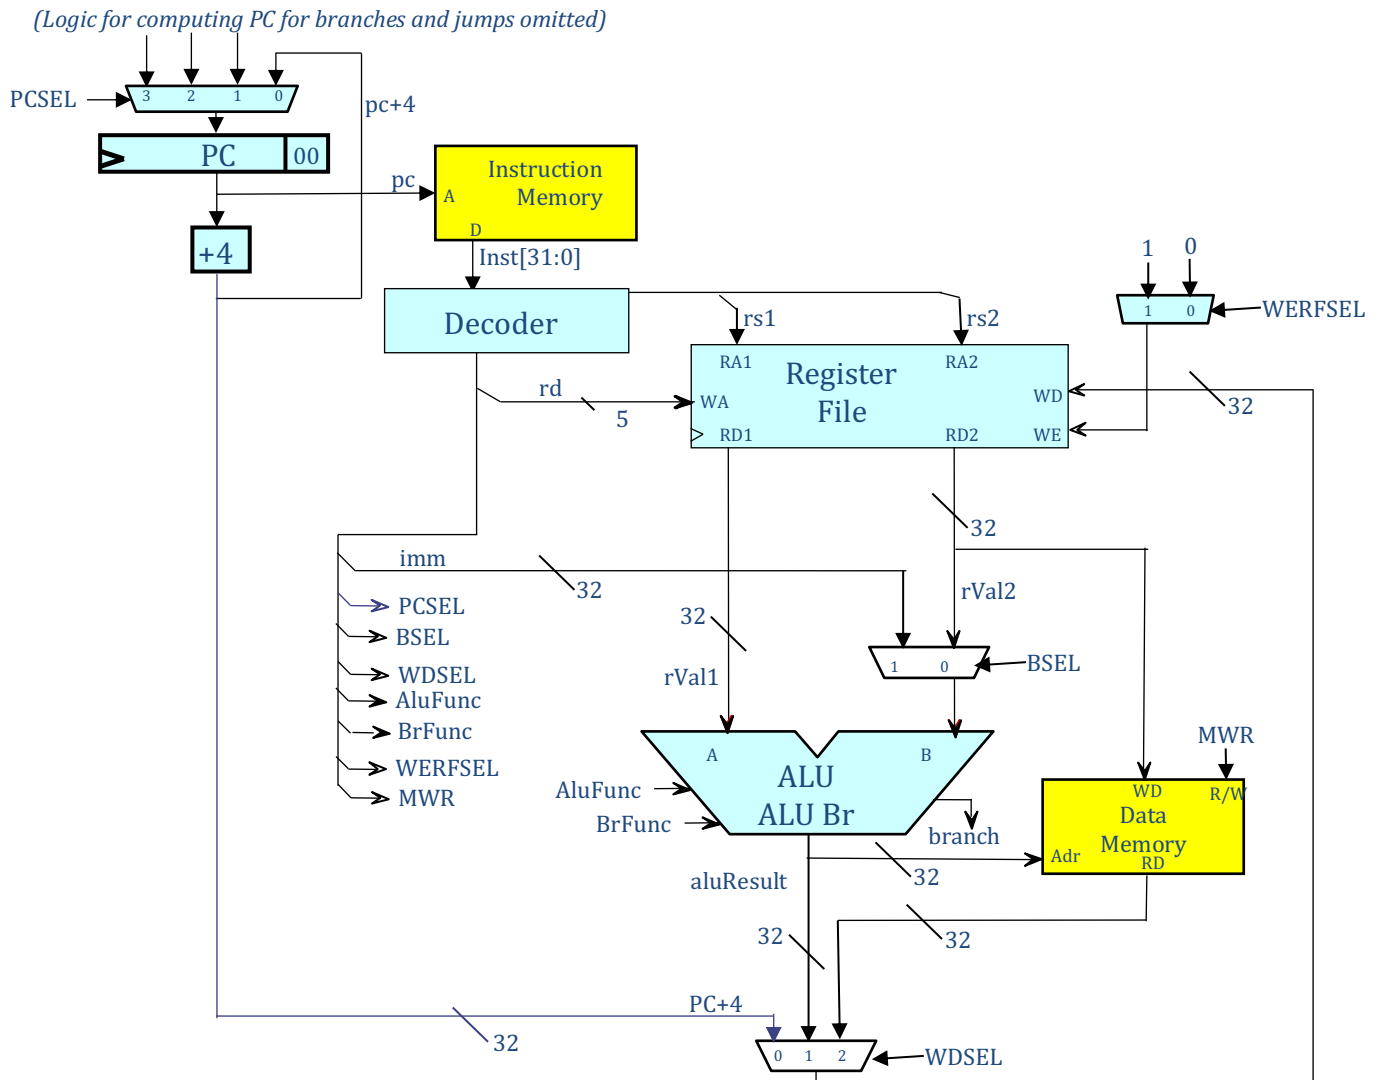 (Logic for computing PC for branches and jumps omitted)
PCSEL
3 2 1 0
pc+4
PC 00
pc
Instruction
Memory
A
D
+4
Inst[31:0]
1 0
1 0
WERFSEL
Decoder
rs1
rs2
RA1 RA2
Register
File
rd
5
WA
WD
32
RD1 RD2 WE
32
imm
32
rVal2
PCSEL
32
BSEL
1 0
BSEL
WDSEL
rVal1
AluFunc
BrFunc
WERFSEL
MWR
MWR
A B
ALU
ALU Br
AluFunc
BrFunc
branch
WD R/W
Data
Memory
Adr
RD
32
aluResult
32
32
PC+4
32
0 1 2
WDSEL